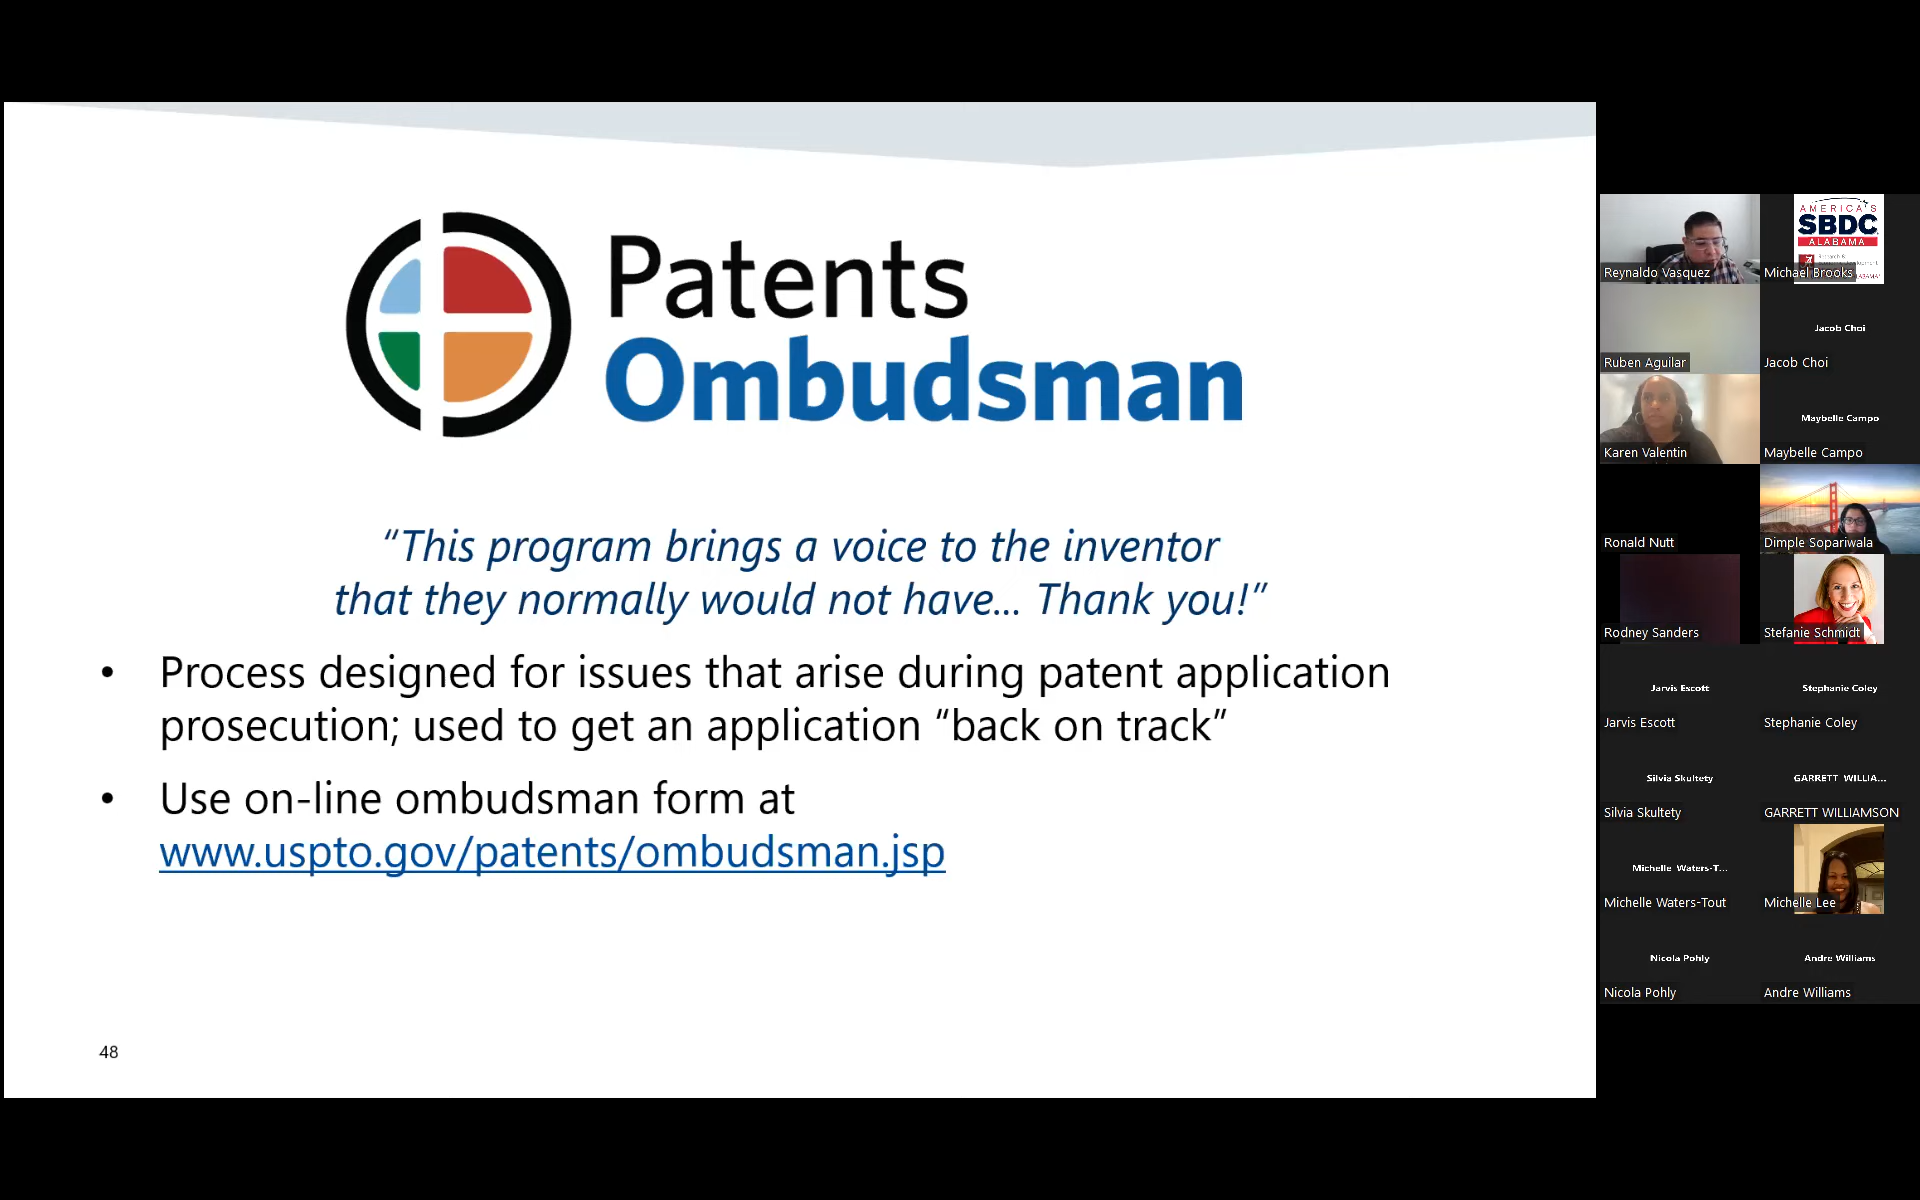 Patents
Ombudsman
“This program brings a voice to the inventor
that they normally would not have... Thank you!”
• Process designed for issues that arise during patent application
prosecution; used to get an application “back on track”
• Use on-line ombudsman form at
www.uspto.gov/patents/ombudsman.jsp
48
Reynaldo Vasquez
AMERICA'S
SBDC
ALABAMA
Michael Brooks
Ruben Aguilar
Jacob Choi
Jacob Choi
Karen Valentin
Maybelle Campo
Maybelle Campo
Ronald Nutt
Dimple Sopariwala
Rodney Sanders
Stefanie Schmidt
Jarvis Escott
Jarvis Escott
Stephanie Coley
Stephanie Coley
Silvia Skultety
Silvia Skultety
GARRETT WILLIA...
GARRETT WILLIAMSON
Michelle Waters-T...
Michelle Waters-Tout
Michelle Lee
Nicola Pohly
Nicola Pohly
Andre Williams
Andre Williams